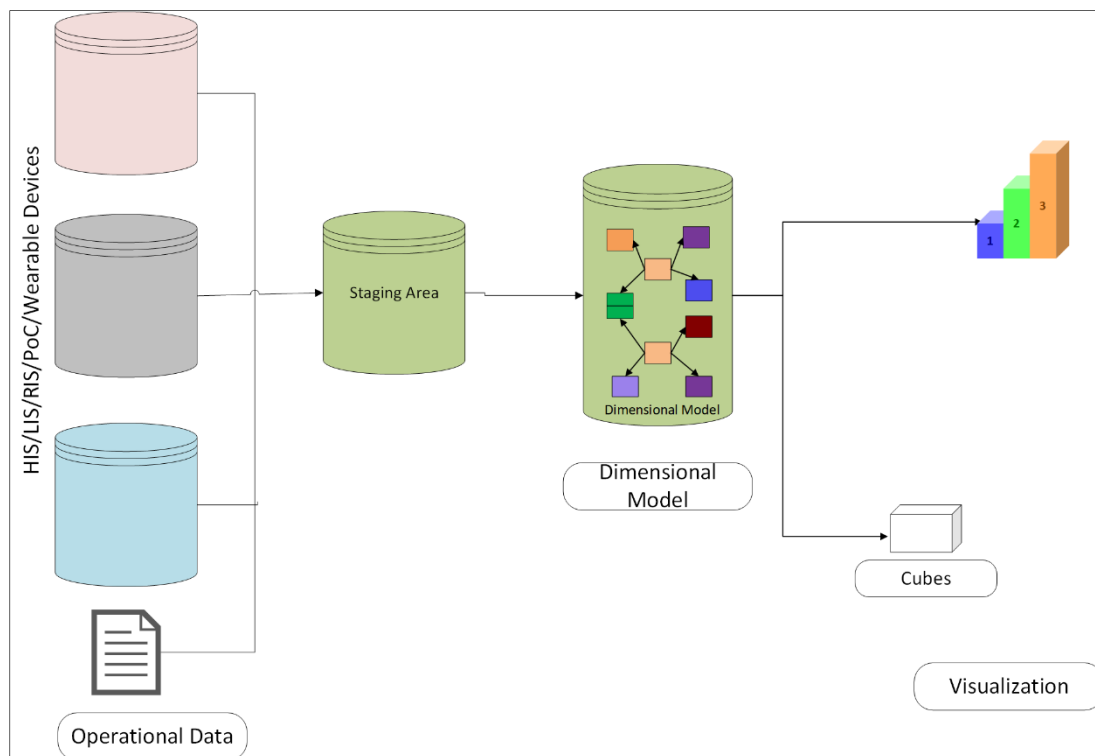 HIS/LIS/RIS/PoC/Wearable Devices
Staging Area
Dimensional Model
Dimensional
Model
1
2
3
Cubes
Visualization
Operational Data